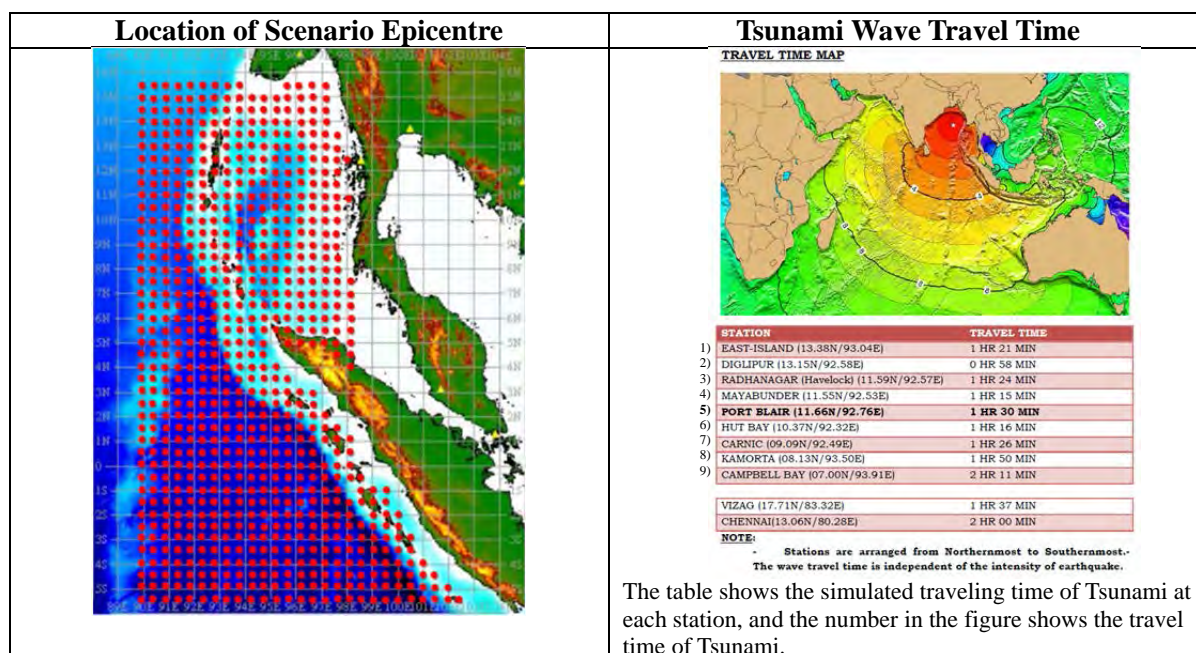 Location of Scenario Epicentre
Tsunami Wave Travel Time
TRAVEL TIME MAP
STATION TRAVEL TIME
1) EAST-ISLAND (13.38N/93.04E) 1 HR 21 MIN
2) DIGLIPUR (13.15N/92.58E) 0 HR 58 MIN
3) RADHANAGAR (Havelock) (11.59N/92.57E) 1 HR 24 MIN
4) MAYABUNDER (11.55N/92.53E) 1 HR 15 MIN
5) PORT BLAIR (11.66N/92.76E) 1 HR 30 MIN
6) HUT BAY (10.37N/92.32E) 1 HR 16 MIN
7) CARNIC (09.09N/92.49E) 1 HR 26 MIN
8) KAMORTA (08.13N/93.50E) 1 HR 50 MIN
9) CAMPBELL BAY (07.00N/93.91E) 2 HR 11 MIN
VIZAG (17.71N/83.32E) 1 HR 37 MIN
CHENNAI(13.06N/80.28E) 2 HR 00 MIN
NOTE:
- Stations are arranged from Northernmost to Southernmost.-
The wave travel time is independent of the intensity of earthquake.
The table shows the simulated traveling time of Tsunami at
each station, and the number in the figure shows the travel
time of Tsunami.